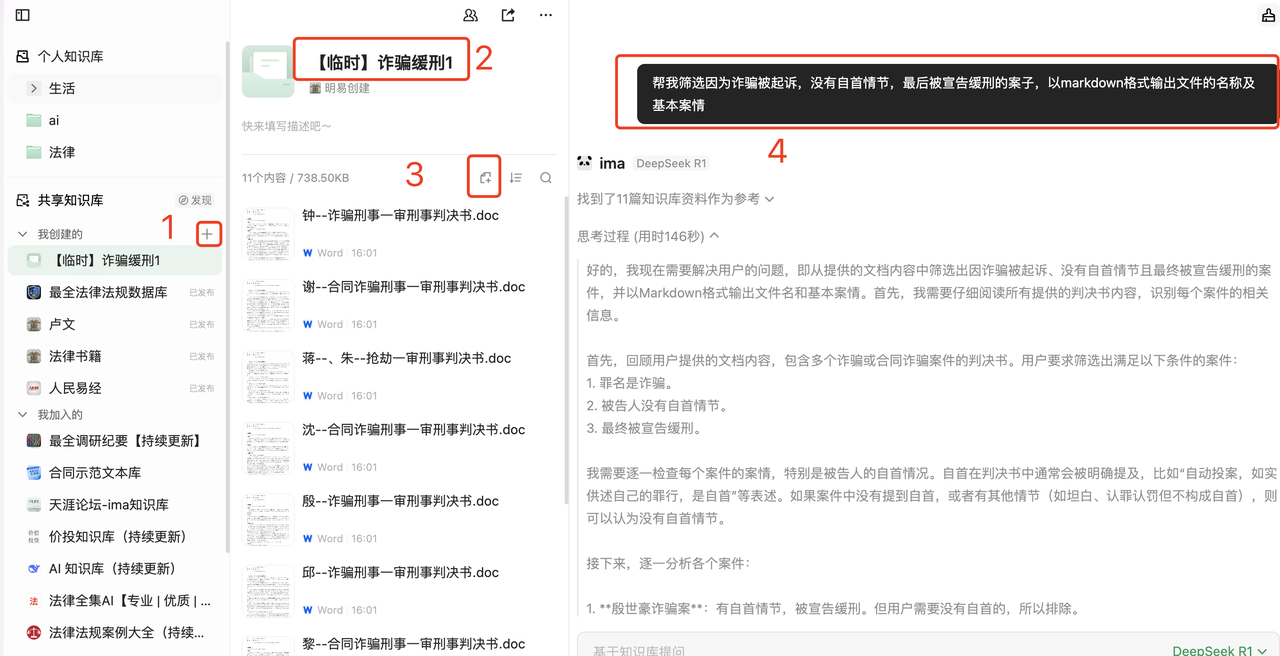 个人知识库
生活
ai
法律
共享知识库
发现
1
我创建的
【临时】诈骗缓刑1
最全法律法规数据库
已发布
卢文
已发布
法律书籍
已发布
人民易经
已发布
我加入的
最全调研纪要【持续更新】
合同示范文本库
天涯论坛-ima知识库
价投知识库（持续更新）
AI 知识库（持续更新）
法律全集AI【专业 | 优质 | ...
法律法规案例大全（持续...
【临时】诈骗缓刑1
2
明易创建
快来填写描述吧～
3
11个内容 / 738.50KB
钟--诈骗刑事一审刑事判决书.doc
W Word 16:01
谢--合同诈骗刑事一审刑事判决书.doc
W Word 16:01
蒋--、朱--抢劫一审刑事判决书.doc
W Word 16:01
沈--合同诈骗刑事一审刑事判决书.doc
W Word 16:01
殷--诈骗刑事一审刑事判决书.doc
W Word 16:01
邱--诈骗刑事一审刑事判决书.doc
W Word 16:01
黎--合同诈骗刑事一审刑事判决书.doc
帮我筛选因为诈骗被起诉，没有自首情节，最后被宣告缓刑的案子，以markdown格式输出文件的名称及
基本案情
4
ima DeepSeek R1
找到了11篇知识库资料作为参考
思考过程 (用时146秒)
好的，我现在需要解决用户的问题，即从提供的文档内容中筛选出因诈骗被起诉、没有自首情节且最终被宣告缓刑的案
件，并以Markdown格式输出文件名和基本案情。首先，我需要仔细阅读所有提供的判决书内容，识别每个案件的相关
信息。
首先，回顾用户提供的文档内容，包含多个诈骗或合同诈骗案件的判决书。用户要求筛选出满足以下条件的案件：
1. 罪名是诈骗。
2. 被告人没有自首情节。
3. 最终被宣告缓刑。
我需要逐一检查每个案件的案情，特别是被告人的自首情况。自首在判决书中通常会被明确提及，比如“自动投案，如实
供述自己的罪行，是自首”等表述。如果案件中没有提到自首，或者有其他情节（如坦白、认罪认罚但不构成自首），则
可以认为没有自首情节。
接下来，逐一分析各个案件：
1. **殷世豪诈骗案**：有自首情节，被宣告缓刑。但用户需要没有自首的，所以排除。
基于知识库提问
DeepSeek R1